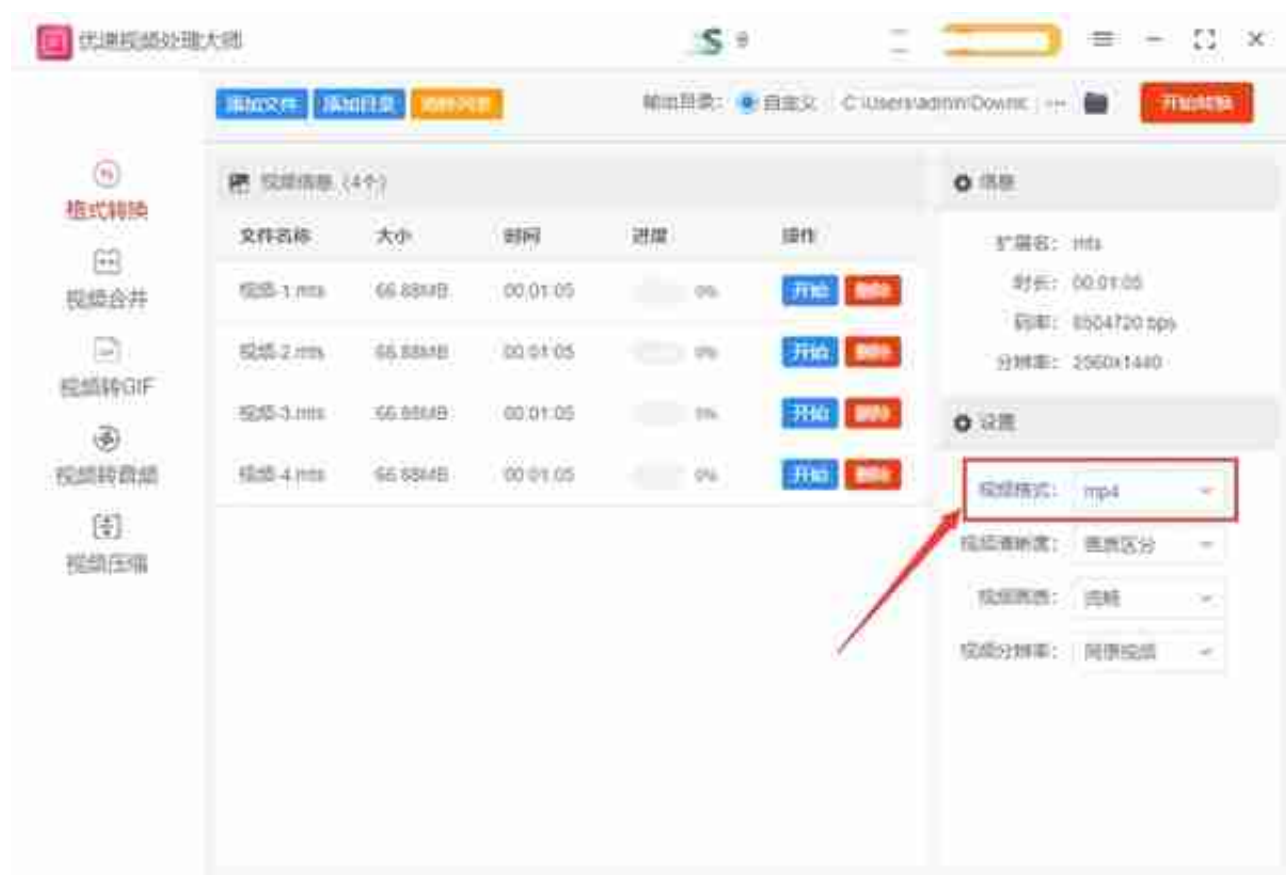 优速视频处理大师
添加文件 添加目录 清空列表 输出目录: 自定义 C:\Users\admin\Downlc ··· 开始转换
格式转换
视频合并
视频转GIF
视频转音频
视频压缩
视频信息（4个）
文件名称 大小 时间 进度 操作
视频-1.mts 66.88MB 00:01:05 0% 开始 删除
视频-2.mts 66.88MB 00:01:05 0% 开始 删除
视频-3.mts 66.88MB 00:01:05 0% 开始 删除
视频-4.mts 66.88MB 00:01:05 0% 开始 删除
信息
扩展名: mts
时长: 00:01:05
码率: 8504720 bps
分辨率: 2560x1440
设置
视频格式: mp4
视频清晰度: 画质区分
视频画质: 流畅
视频分辨率: 同原视频